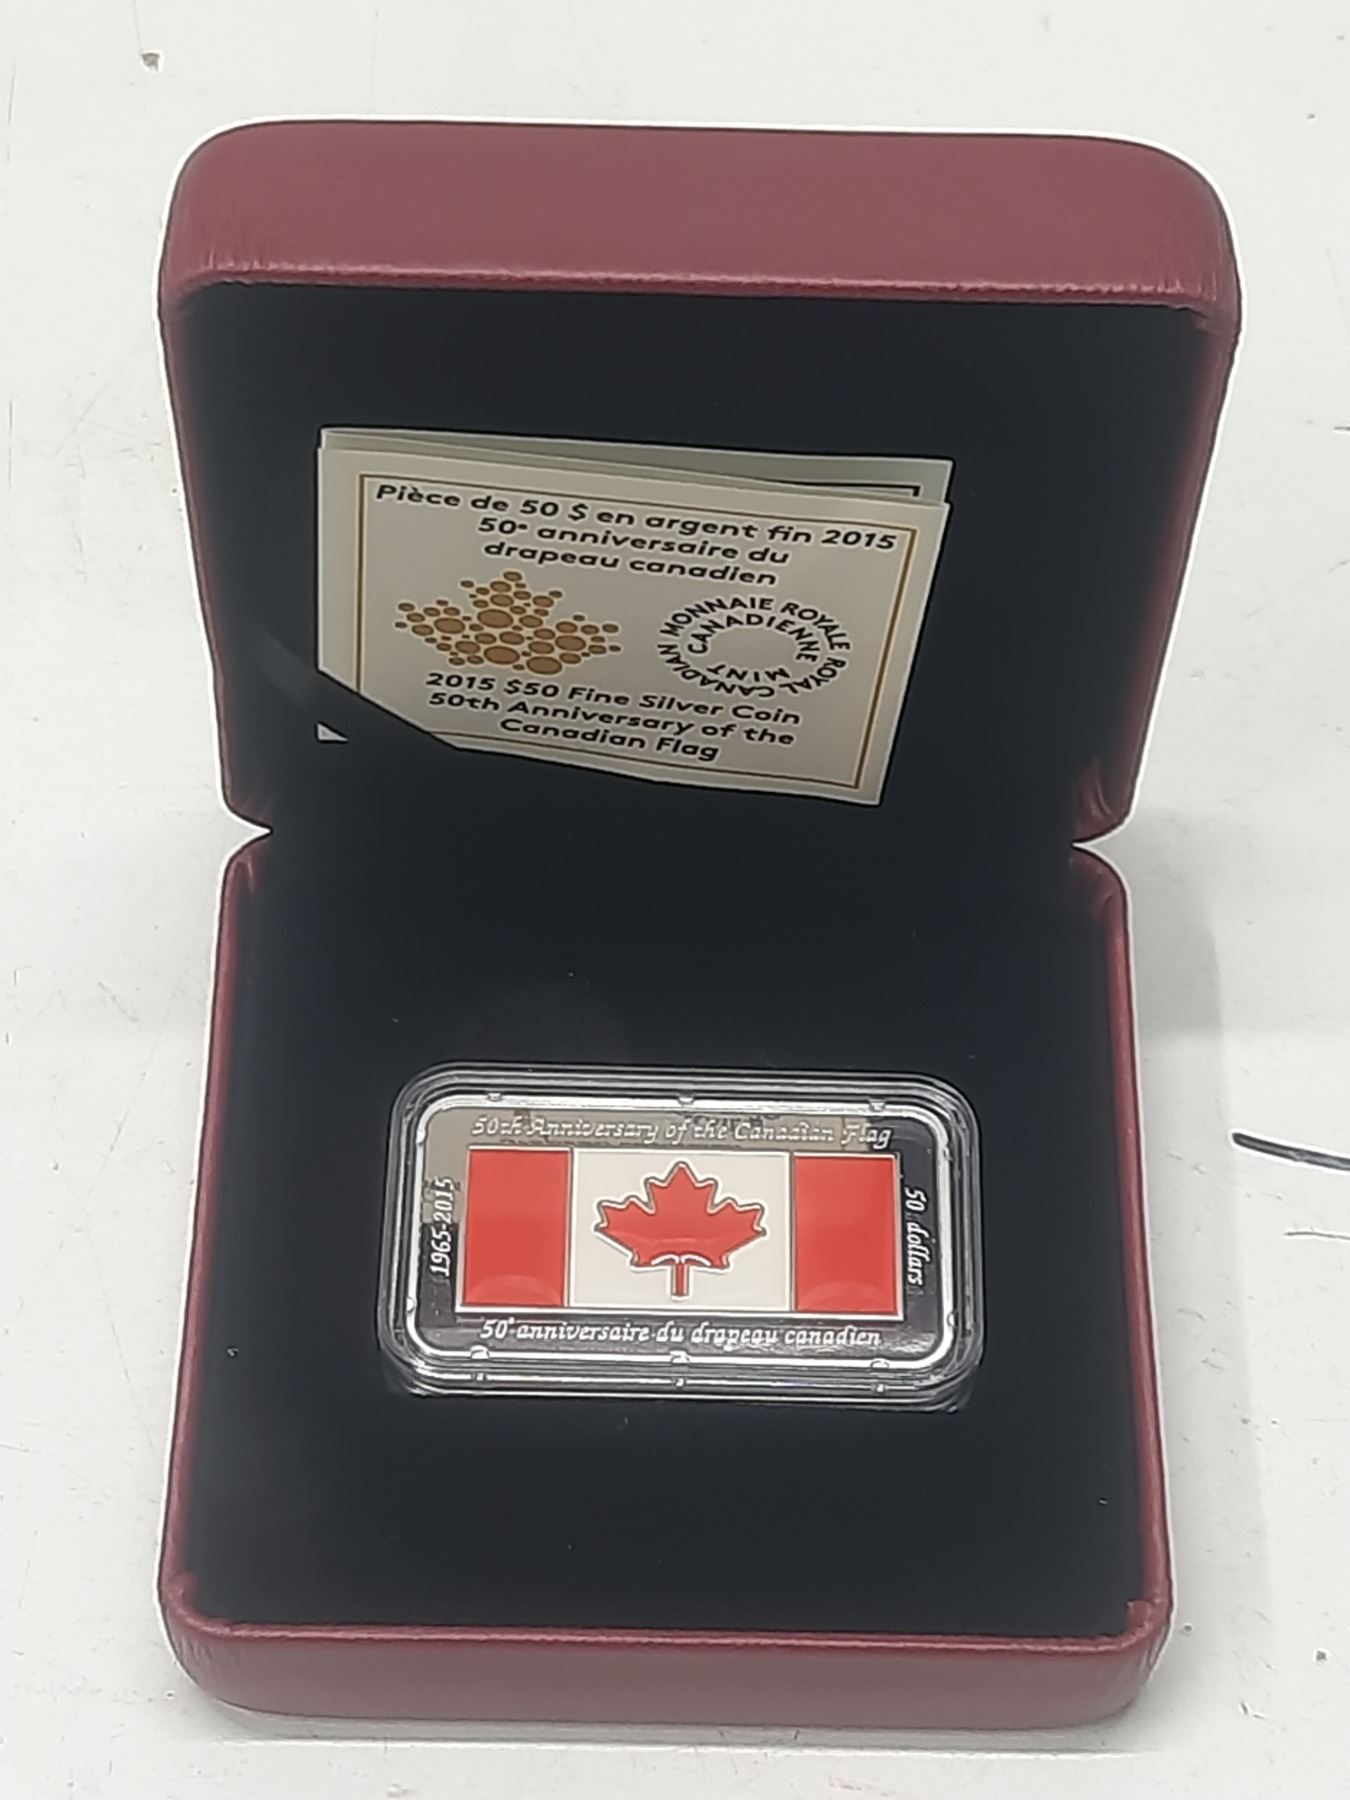 Pièce de 50 $ en argent fin 2015
50e anniversaire du
drapeau canadien
MONNAIE ROYALE CANADIENNE
ROYAL CANADIAN MINT
2015 $50 Fine Silver Coin
50th Anniversary of the
Canadian Flag
50th Anniversary of the Canadian Flag
1965-2015
50 dollars
50e anniversaire du drapeau canadien